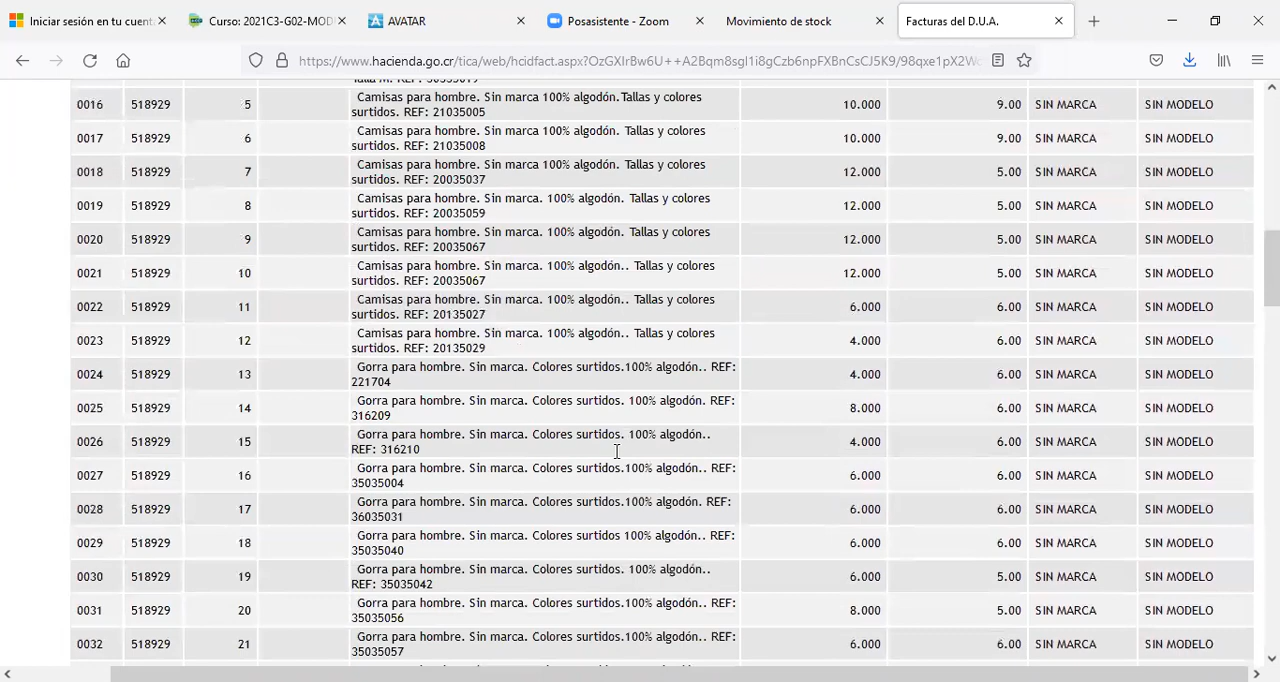 Iniciar sesión en tu cuent
Curso: 2021C3-G02-MOD
AVATAR
Posasistente - Zoom
Movimiento de stock
Facturas del D.U.A.
https://www.hacienda.go.cr/tica/web/hcidfact.aspx?OzGXIrBw6U++A2Bqm8sgl1i8gCzb6npFXBnCsCJ5K9/98qxe1pX2Wc
0016 518929 5 Camisas para hombre. Sin marca 100% algodón.Tallas y colores 10.000 9.00 SIN MARCA SIN MODELO
surtidos. REF: 21035005
0017 518929 6 Camisas para hombre. Sin marca 100% algodón. Tallas y colores 10.000 9.00 SIN MARCA SIN MODELO
surtidos. REF: 21035008
0018 518929 7 Camisas para hombre. Sin marca 100% algodón. Tallas y colores 12.000 5.00 SIN MARCA SIN MODELO
surtidos. REF: 20035037
0019 518929 8 Camisas para hombre. Sin marca. 100% algodón. Tallas y colores 12.000 5.00 SIN MARCA SIN MODELO
surtidos. REF: 20035059
0020 518929 9 Camisas para hombre. Sin marca. 100% algodón. Tallas y colores 12.000 5.00 SIN MARCA SIN MODELO
surtidos. REF: 20035067
0021 518929 10 Camisas para hombre. Sin marca. 100% algodón.. Tallas y colores 12.000 5.00 SIN MARCA SIN MODELO
surtidos. REF: 20035067
0022 518929 11 Camisas para hombre. Sin marca. 100% algodón.. Tallas y colores 6.000 6.00 SIN MARCA SIN MODELO
surtidos. REF: 20135027
0023 518929 12 Camisas para hombre. Sin marca. 100% algodón.. Tallas y colores 4.000 6.00 SIN MARCA SIN MODELO
surtidos. REF: 20135029
0024 518929 13 Gorra para hombre. Sin marca. Colores surtidos.100% algodón.. REF: 4.000 6.00 SIN MARCA SIN MODELO
221704
0025 518929 14 Gorra para hombre. Sin marca. Colores surtidos. 100% algodón. REF: 8.000 6.00 SIN MARCA SIN MODELO
316209
0026 518929 15 Gorra para hombre. Sin marca. Colores surtidos. 100% algodón.. 4.000 6.00 SIN MARCA SIN MODELO
REF: 316210
0027 518929 16 Gorra para hombre. Sin marca. Colores surtidos.100% algodón.. REF: 6.000 6.00 SIN MARCA SIN MODELO
35035004
0028 518929 17 Gorra para hombre. Sin marca. Colores surtidos.100% algodón. REF: 6.000 6.00 SIN MARCA SIN MODELO
36035031
0029 518929 18 Gorra para hombre. Sin marca. Colores surtidos 100% algodón.. REF: 6.000 6.00 SIN MARCA SIN MODELO
35035040
0030 518929 19 Gorra para hombre. Sin marca. Colores surtidos. 100% algodón.. 6.000 5.00 SIN MARCA SIN MODELO
REF: 35035042
0031 518929 20 Gorra para hombre. Sin marca. Colores surtidos.100% algodón.. REF: 8.000 5.00 SIN MARCA SIN MODELO
35035056
0032 518929 21 Gorra para hombre. Sin marca. Colores surtidos.100% algodón.. REF: 6.000 6.00 SIN MARCA SIN MODELO
35035057